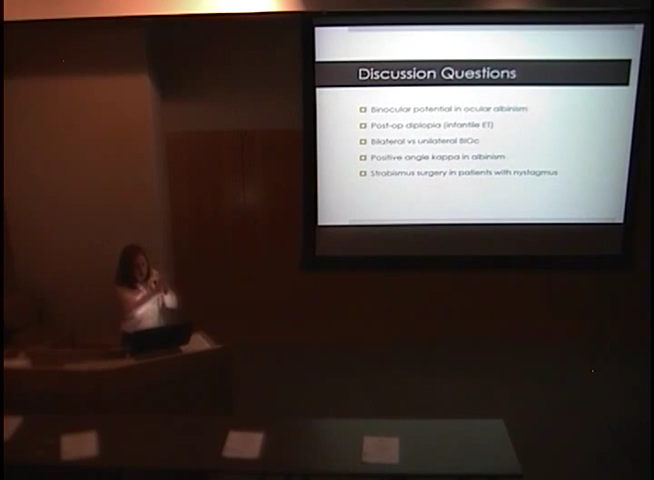 Discussion Questions
Binocular potential in ocular albinism
Post-op diplopia (infantile ET)
Bilateral vs unilateral BIOc
Positive angle kappa in albinism
Strabismus surgery in patients with nystagmus